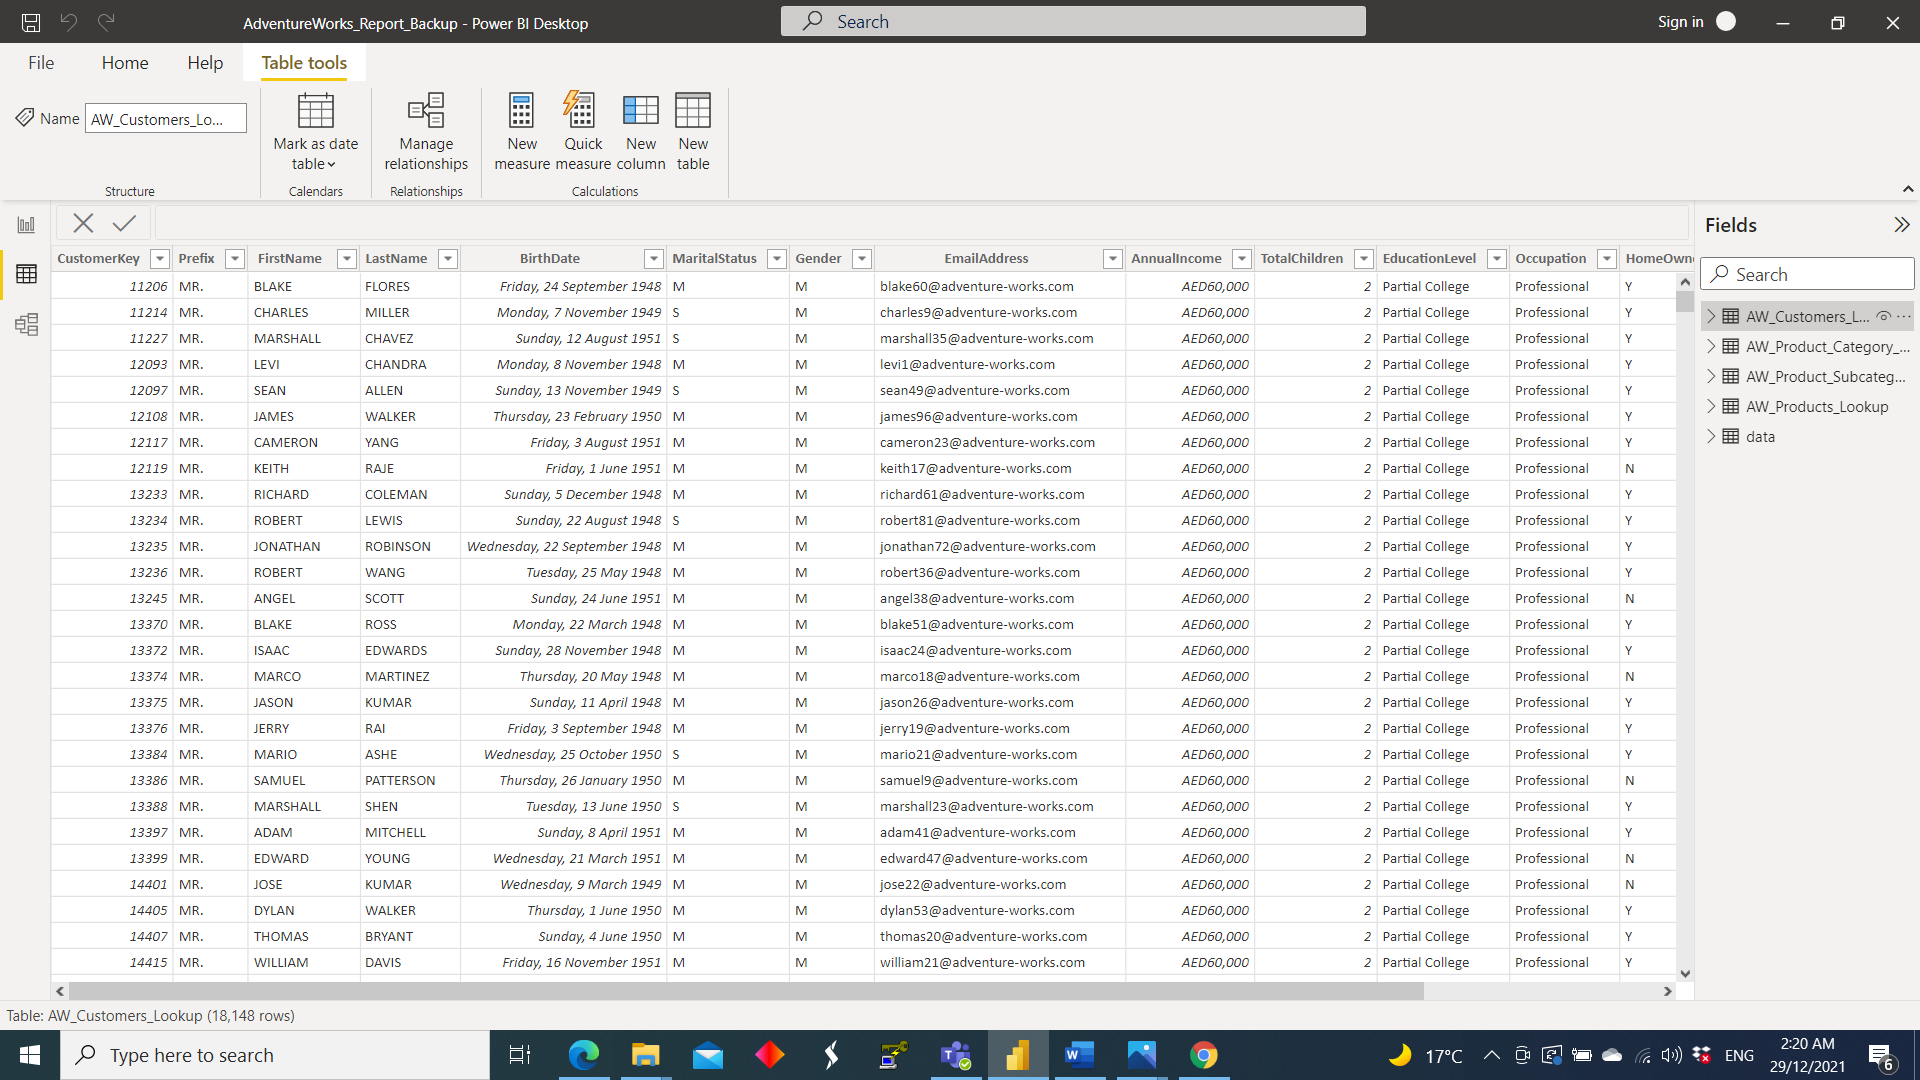 AdventureWorks_Report_Backup - Power BI Desktop
Search
Sign in
File Home Help Table tools
Name AW_Customers_Lo...
Mark as date table
Manage relationships
New measure
Quick measure
New column
New table
Structure Calendars Relationships Calculations
Fields
Search
AW_Customers_L...
AW_Product_Category_...
AW_Product_Subcateg...
AW_Products_Lookup
data
CustomerKey Prefix FirstName LastName BirthDate MaritalStatus Gender EmailAddress AnnualIncome TotalChildren EducationLevel Occupation HomeOwne
11206 MR. BLAKE FLORES Friday, 24 September 1948 M M blake60@adventure-works.com AED60,000 2 Partial College Professional Y
11214 MR. CHARLES MILLER Monday, 7 November 1949 S M charles9@adventure-works.com AED60,000 2 Partial College Professional Y
11227 MR. MARSHALL CHAVEZ Sunday, 12 August 1951 S M marshall35@adventure-works.com AED60,000 2 Partial College Professional Y
12093 MR. LEVI CHANDRA Monday, 8 November 1948 M M levi1@adventure-works.com AED60,000 2 Partial College Professional Y
12097 MR. SEAN ALLEN Sunday, 13 November 1949 S M sean49@adventure-works.com AED60,000 2 Partial College Professional Y
12108 MR. JAMES WALKER Thursday, 23 February 1950 M M james96@adventure-works.com AED60,000 2 Partial College Professional Y
12117 MR. CAMERON YANG Friday, 3 August 1951 M M cameron23@adventure-works.com AED60,000 2 Partial College Professional Y
12119 MR. KEITH RAJE Friday, 1 June 1951 M M keith17@adventure-works.com AED60,000 2 Partial College Professional N
13233 MR. RICHARD COLEMAN Sunday, 5 December 1948 M M richard61@adventure-works.com AED60,000 2 Partial College Professional Y
13234 MR. ROBERT LEWIS Sunday, 22 August 1948 S M robert81@adventure-works.com AED60,000 2 Partial College Professional Y
13235 MR. JONATHAN ROBINSON Wednesday, 22 September 1948 M M jonathan72@adventure-works.com AED60,000 2 Partial College Professional Y
13236 MR. ROBERT WANG Tuesday, 25 May 1948 M M robert36@adventure-works.com AED60,000 2 Partial College Professional Y
13245 MR. ANGEL SCOTT Sunday, 24 June 1951 M M angel38@adventure-works.com AED60,000 2 Partial College Professional N
13370 MR. BLAKE ROSS Monday, 22 March 1948 M M blake51@adventure-works.com AED60,000 2 Partial College Professional Y
13372 MR. ISAAC EDWARDS Sunday, 28 November 1948 M M isaac24@adventure-works.com AED60,000 2 Partial College Professional Y
13374 MR. MARCO MARTINEZ Thursday, 20 May 1948 M M marco18@adventure-works.com AED60,000 2 Partial College Professional N
13375 MR. JASON KUMAR Sunday, 11 April 1948 M M jason26@adventure-works.com AED60,000 2 Partial College Professional Y
13376 MR. JERRY RAI Friday, 3 September 1948 M M jerry19@adventure-works.com AED60,000 2 Partial College Professional Y
13384 MR. MARIO ASHE Wednesday, 25 October 1950 S M mario21@adventure-works.com AED60,000 2 Partial College Professional Y
13386 MR. SAMUEL PATTERSON Thursday, 26 January 1950 M M samuel9@adventure-works.com AED60,000 2 Partial College Professional N
13388 MR. MARSHALL SHEN Tuesday, 13 June 1950 S M marshall23@adventure-works.com AED60,000 2 Partial College Professional Y
13397 MR. ADAM MITCHELL Sunday, 8 April 1951 M M adam41@adventure-works.com AED60,000 2 Partial College Professional Y
13399 MR. EDWARD YOUNG Wednesday, 21 March 1951 M M edward47@adventure-works.com AED60,000 2 Partial College Professional N
14401 MR. JOSE KUMAR Wednesday, 9 March 1949 M M jose22@adventure-works.com AED60,000 2 Partial College Professional N
14405 MR. DYLAN WALKER Thursday, 1 June 1950 M M dylan53@adventure-works.com AED60,000 2 Partial College Professional Y
14407 MR. THOMAS BRYANT Sunday, 4 June 1950 M M thomas20@adventure-works.com AED60,000 2 Partial College Professional Y
14415 MR. WILLIAM DAVIS Friday, 16 November 1951 M M william21@adventure-works.com AED60,000 2 Partial College Professional Y
Table: AW_Customers_Lookup (18,148 rows)
Type here to search
17°C
ENG
2:20 AM
29/12/2021
6